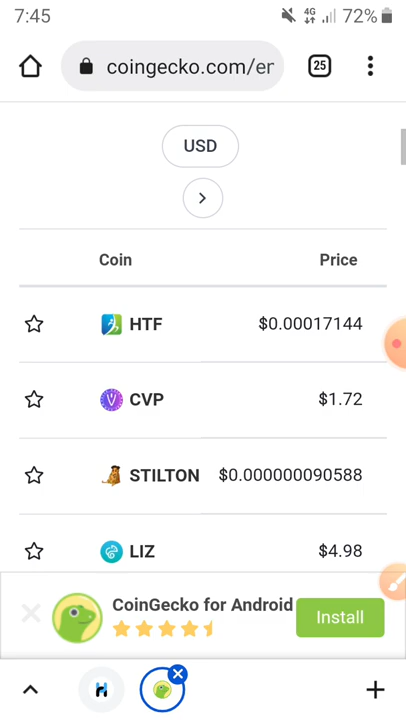 7:45 4G 72%
coingecko.com/er 25
USD
Coin Price
HTF $0.00017144
CVP $1.72
STILTON $0.000000090588
LIZ $4.98
CoinGecko for Android
Install